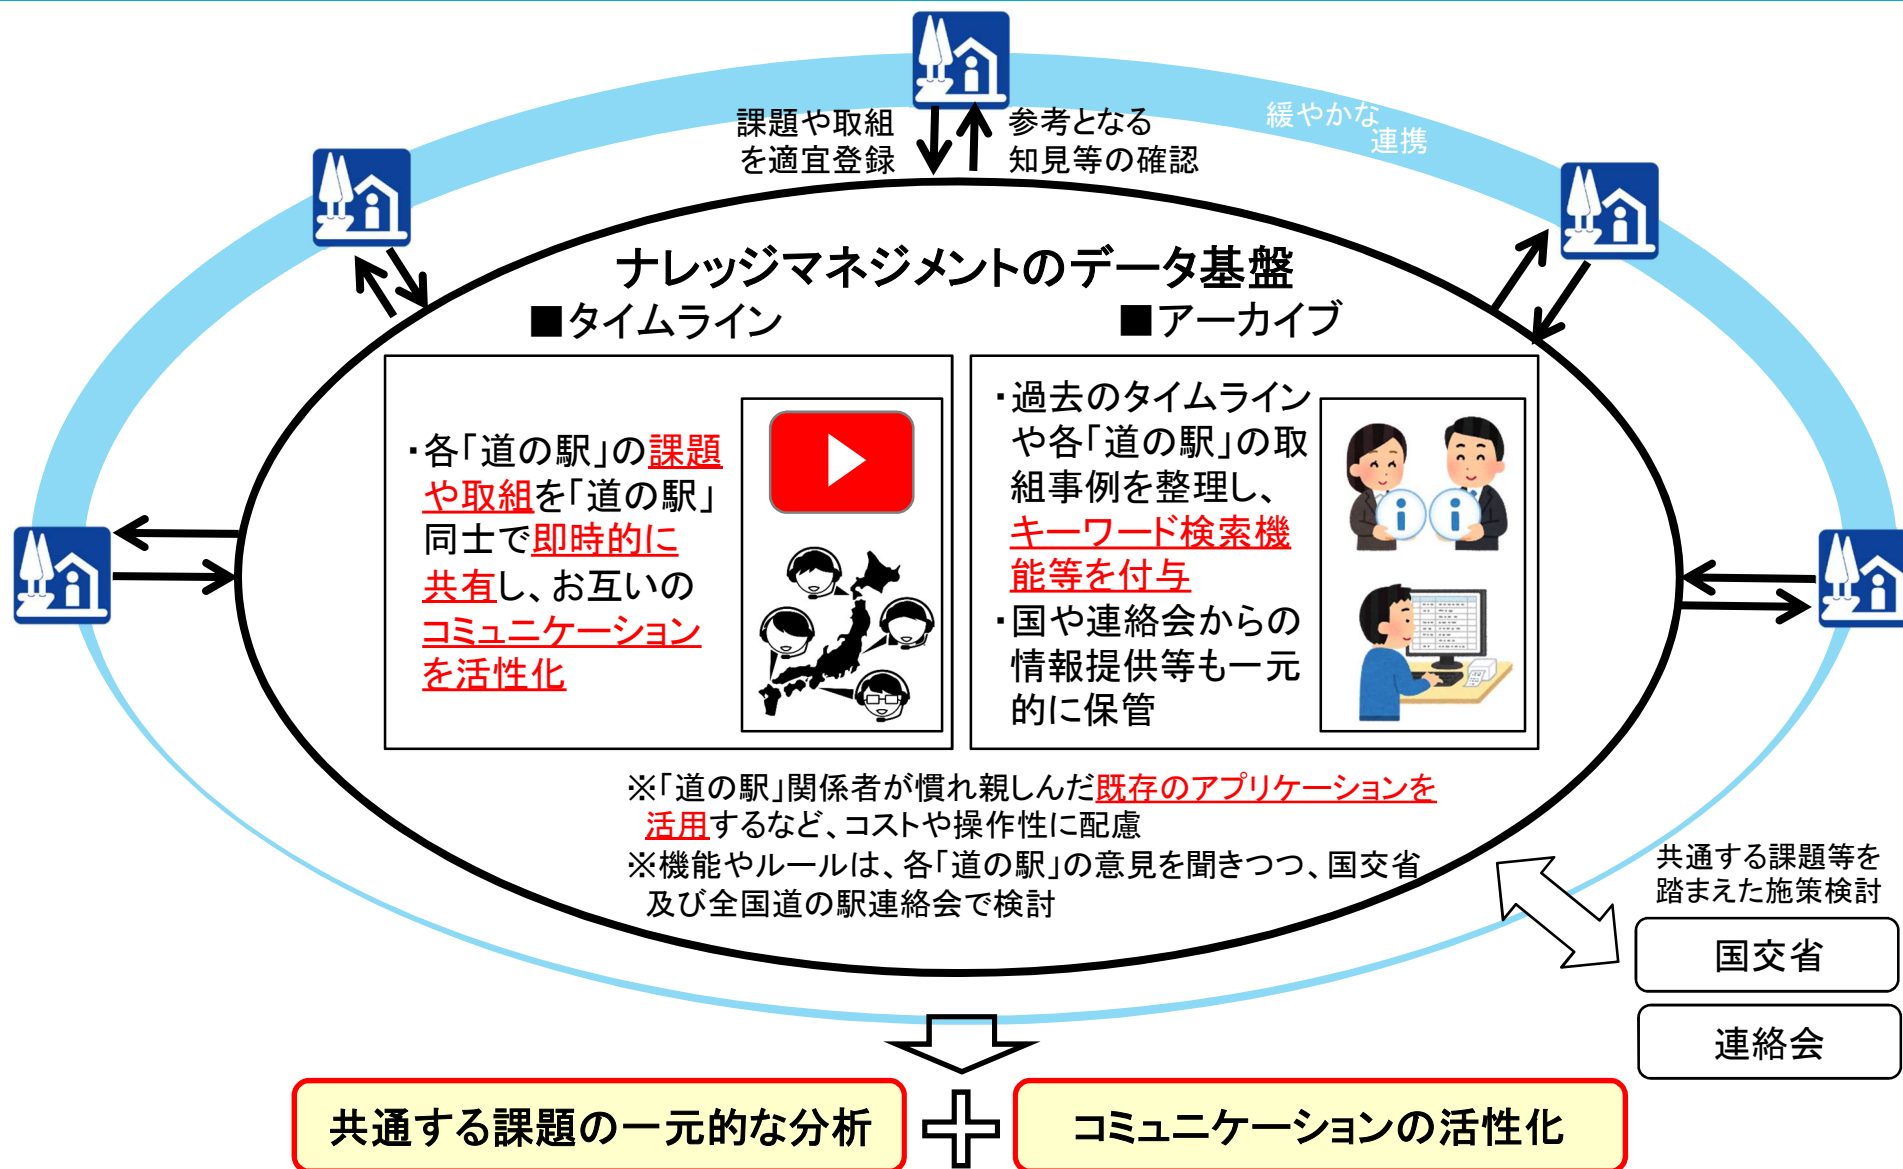 課題や取組
を適宜登録
参考となる
知見等の確認
緩やかな
連携
ナレッジマネジメントのデータ基盤
■タイムライン
・各「道の駅」の課題
や取組を「道の駅」
同士で即時的に
共有し、お互いの
コミュニケーション
を活性化
■アーカイブ
・過去のタイムライン
や各「道の駅」の取
組事例を整理し、
キーワード検索機
能等を付与
・国や連絡会からの
情報提供等も一元
的に保管
※「道の駅」関係者が慣れ親しんだ既存のアプリケーションを
活用するなど、コストや操作性に配慮
※機能やルールは、各「道の駅」の意見を聞きつつ、国交省
及び全国道の駅連絡会で検討
共通する課題等を
踏まえた施策検討
国交省
連絡会
共通する課題の一元的な分析
コミュニケーションの活性化